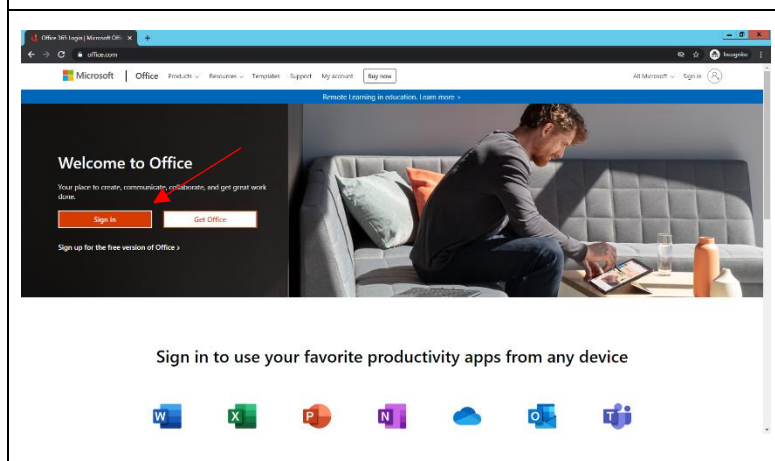 Office 365 Login | Microsoft Offi
office.com
Incognito
Microsoft | Office Products Resources Templates Support My account Buy now All Microsoft Sign in
Remote Learning in education. Learn more >
Welcome to Office
Your place to create, communicate, collaborate, and get great work
done.
Sign in Get Office
Sign up for the free version of Office >
Sign in to use your favorite productivity apps from any device
W X P N O T